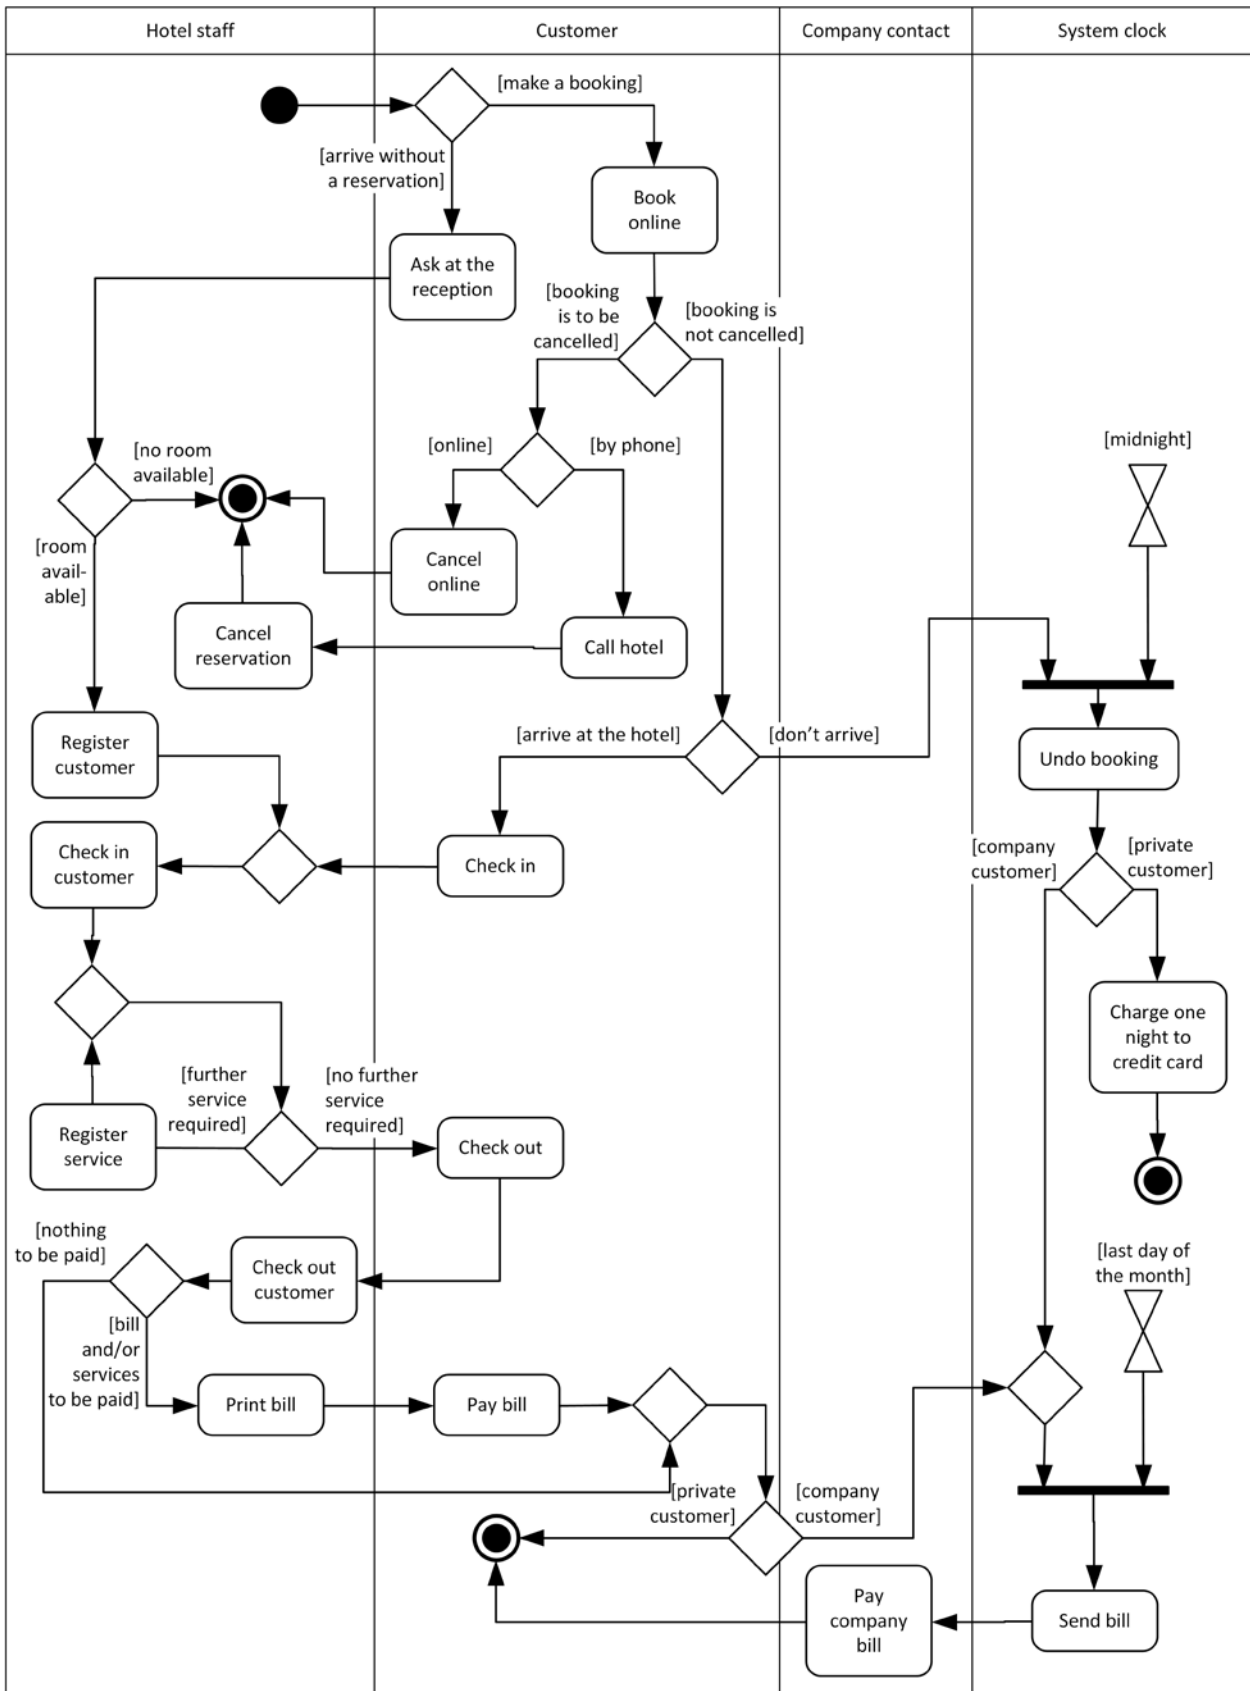 Hotel staff
Customer
Company contact
System clock
[make a booking]
[arrive without
a reservation]
Book
online
Ask at the
reception
[booking
is to be
cancelled]
[booking is
not cancelled]
[online]
[by phone]
[midnight]
[no room
available]
[room
avail-
able]
Cancel
online
Cancel
reservation
Call hotel
Register
customer
[arrive at the hotel]
[don't arrive]
Undo booking
Check in
customer
Check in
[company
customer]
[private
customer]
Charge one
night to
credit card
[further
service
required]
[no further
service
required]
Register
service
Check out
[nothing
to be paid]
Check out
customer
[last day of
the month]
[bill
and/or
services
to be paid]
Print bill
Pay bill
[private
customer]
[company
customer]
Pay
company
bill
Send bill